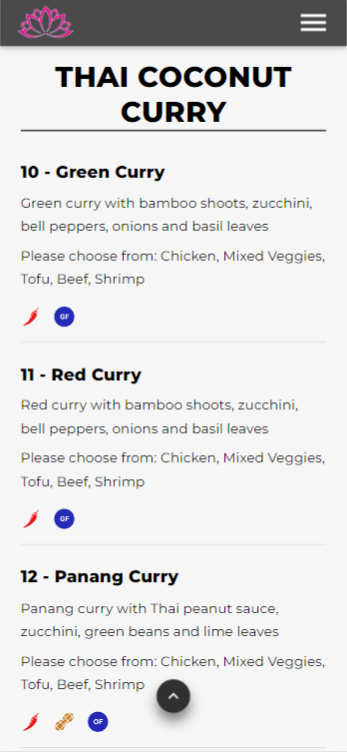 THAI COCONUT
CURRY
10 - Green Curry
Green curry with bamboo shoots, zucchini,
bell peppers, onions and basil leaves
Please choose from: Chicken, Mixed Veggies,
Tofu, Beef, Shrimp
GF
11 - Red Curry
Red curry with bamboo shoots, zucchini,
bell peppers, onions and basil leaves
Please choose from: Chicken, Mixed Veggies,
Tofu, Beef, Shrimp
GF
12 - Panang Curry
Panang curry with Thai peanut sauce,
zucchini, green beans and lime leaves
Please choose from: Chicken, Mixed Veggies,
Tofu, Beef, Shrimp
GF